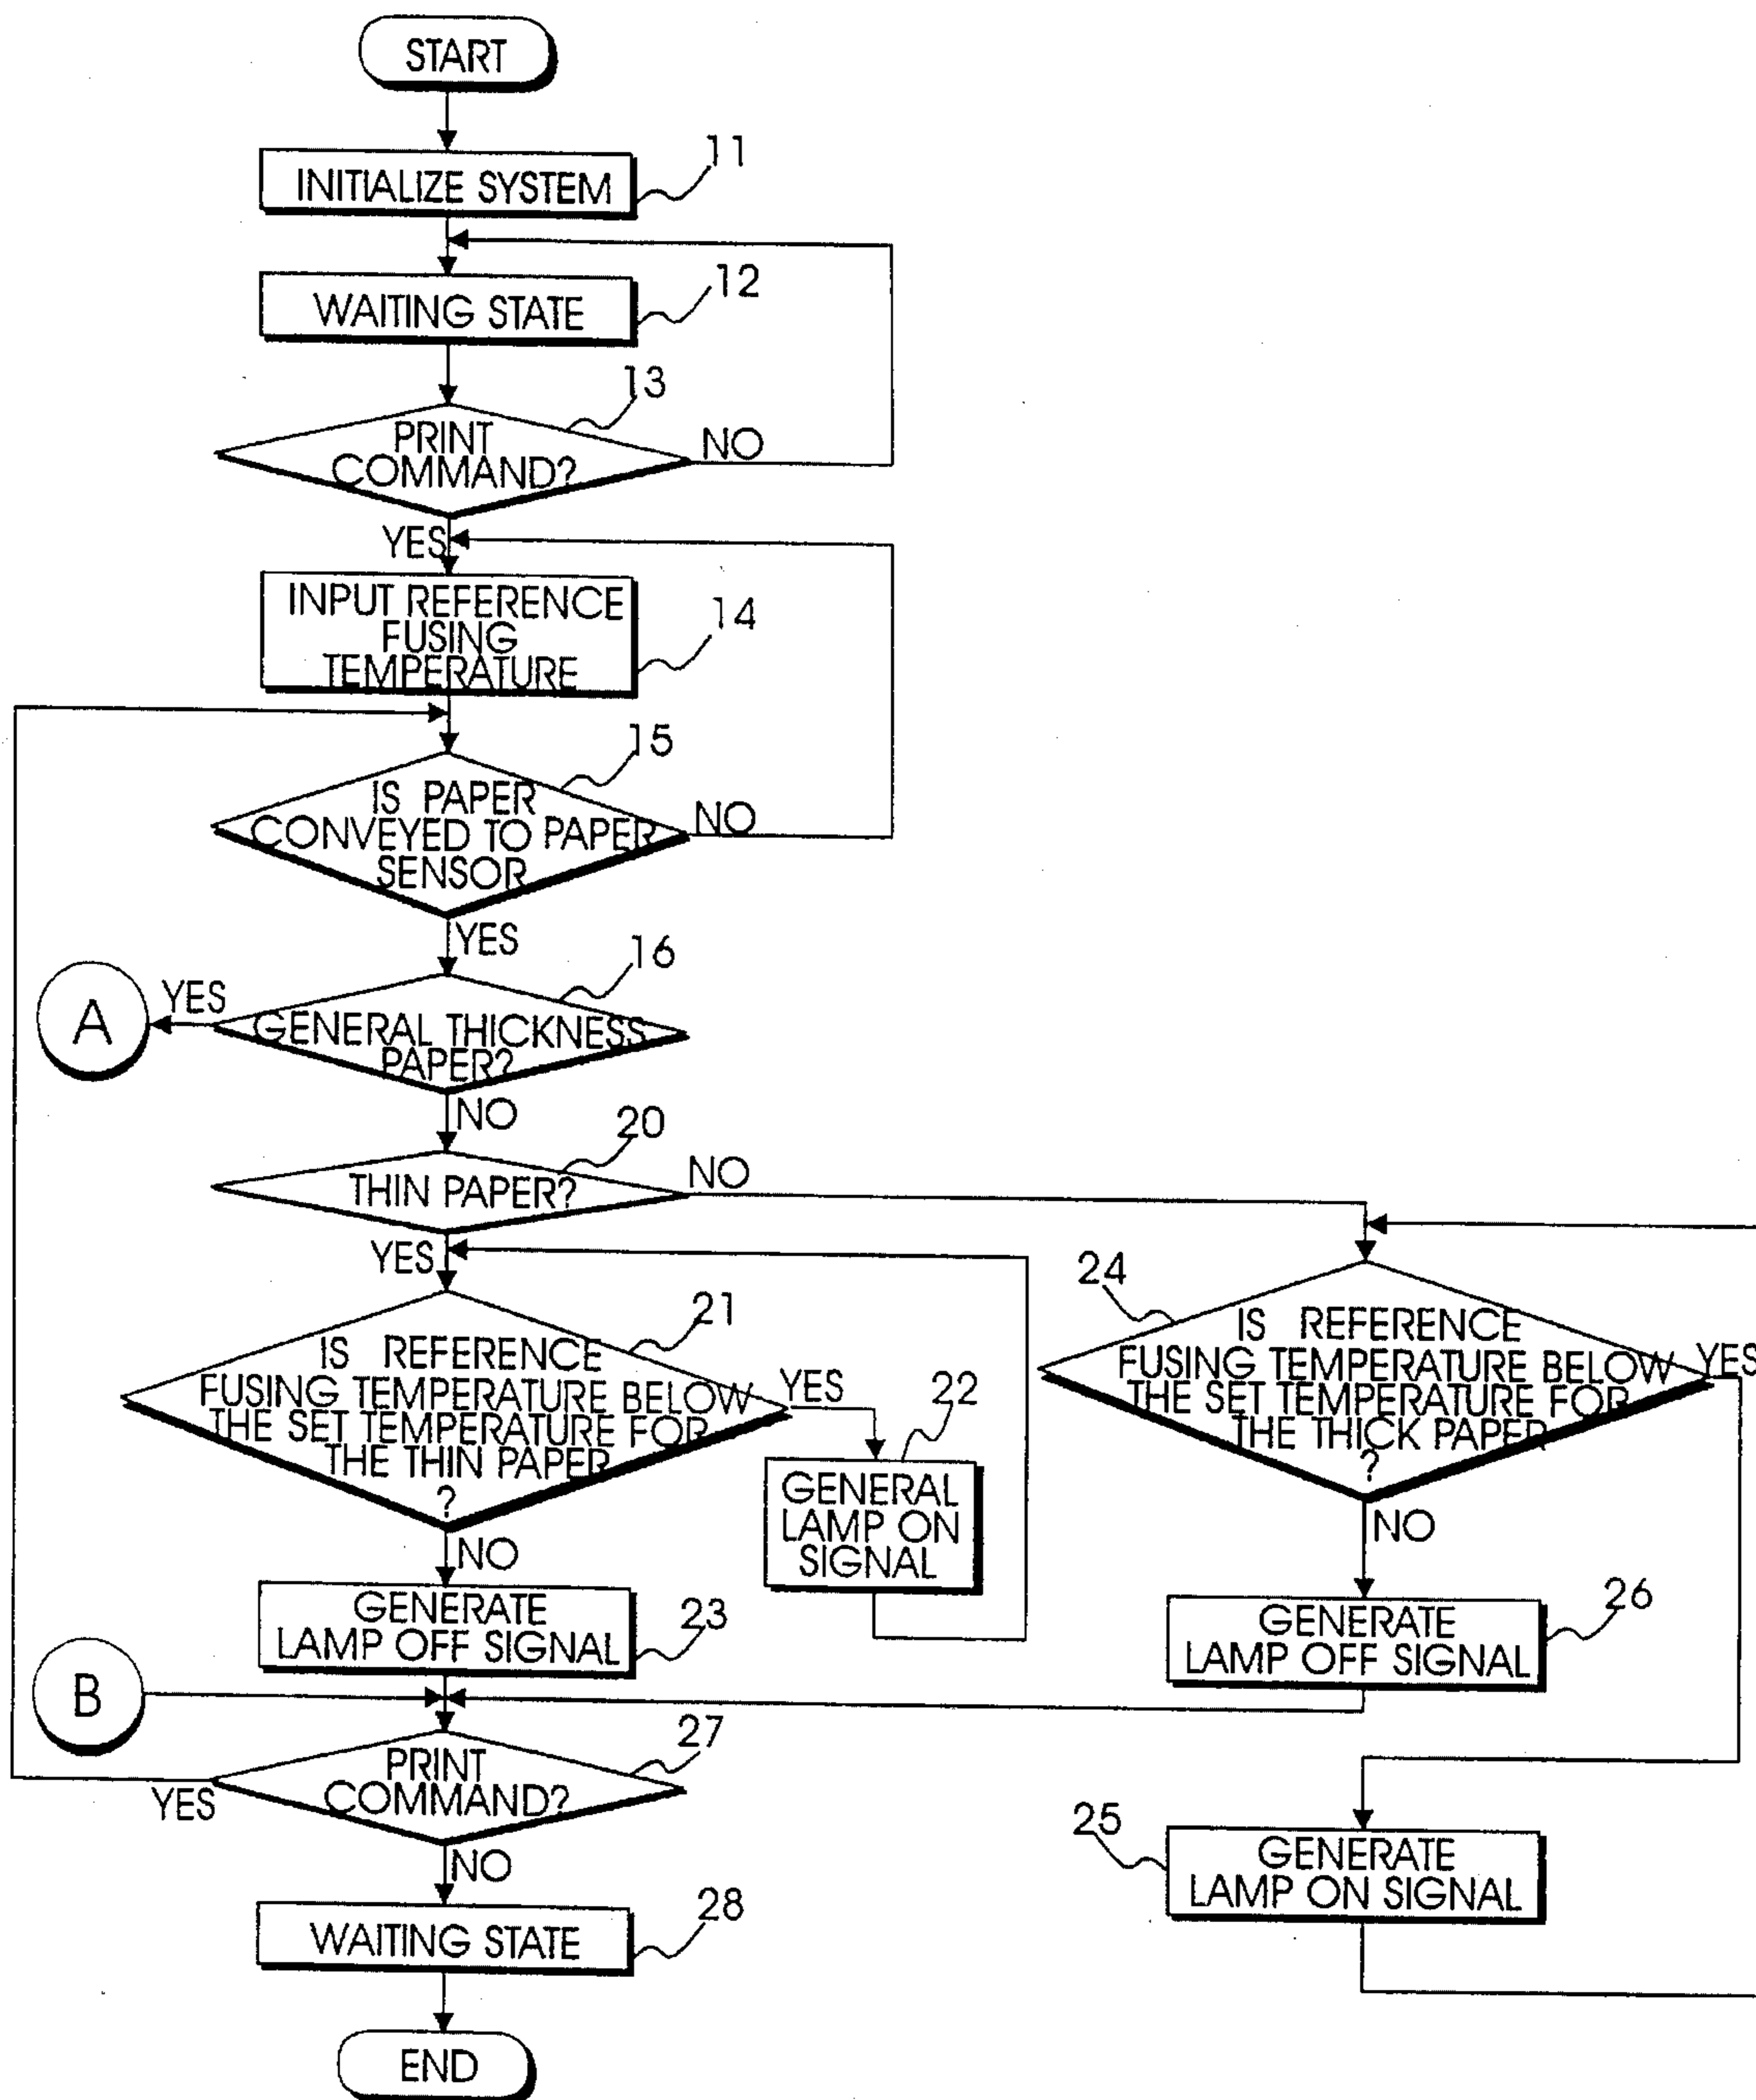 START
INITIALIZE SYSTEM
11
WAITING STATE
12
13
PRINT
COMMAND?
NO
YES
INPUT REFERENCE
FUSING
TEMPERATURE
14
15
IS PAPER
CONVEYED TO PAPER
SENSOR
NO
YES
16
A
YES
GENERAL THICKNESS
PAPER?
NO
20
THIN PAPER?
NO
YES
21
IS REFERENCE
FUSING TEMPERATURE BELOW
THE SET TEMPERATURE FOR
THE THIN PAPER
?
YES
NO
22
GENERAL
LAMP ON
SIGNAL
24
IS REFERENCE
FUSING TEMPERATURE BELOW
THE SET TEMPERATURE FOR
THE THICK PAPER
?
YES
NO
GENERATE
LAMP OFF SIGNAL
23
GENERATE
LAMP OFF SIGNAL
26
B
27
PRINT
COMMAND?
YES
NO
25
GENERATE
LAMP ON SIGNAL
WAITING STATE
28
END